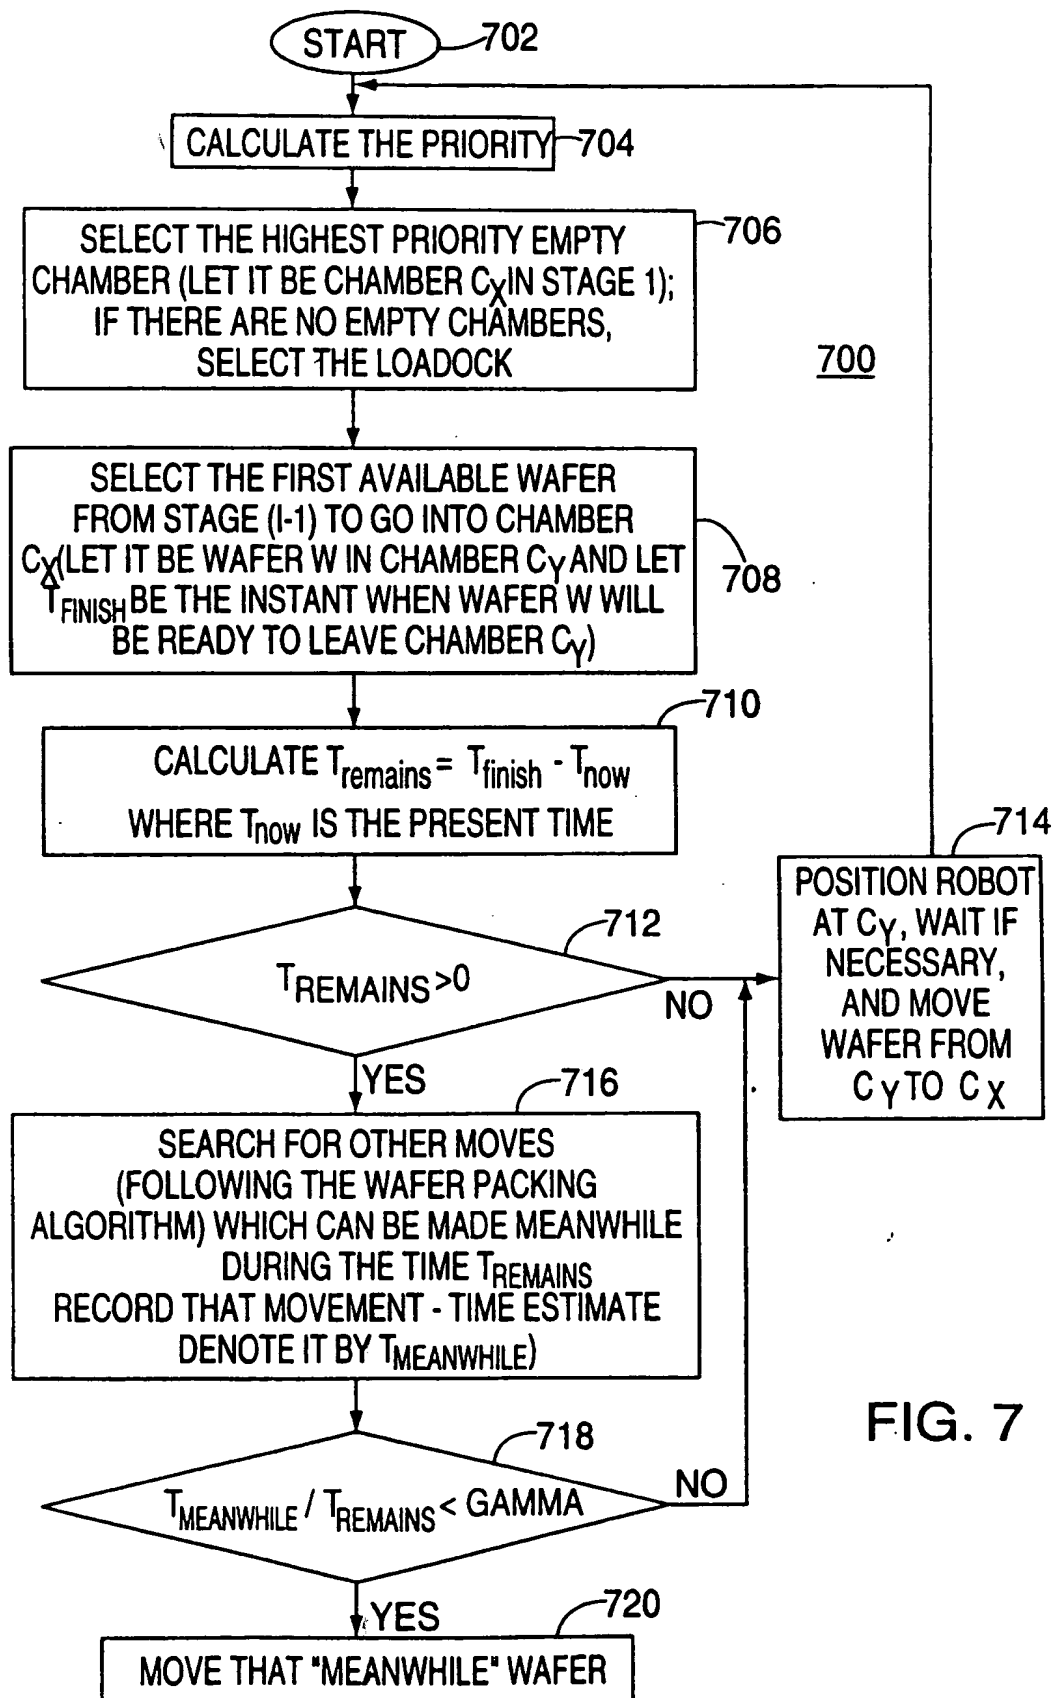 START
702
CALCULATE THE PRIORITY
704
SELECT THE HIGHEST PRIORITY EMPTY
CHAMBER (LET IT BE CHAMBER CX IN STAGE 1);
IF THERE ARE NO EMPTY CHAMBERS,
SELECT THE LOADOCK
706
700
SELECT THE FIRST AVAILABLE WAFER
FROM STAGE (I-1) TO GO INTO CHAMBER
CX (LET IT BE WAFER W IN CHAMBER CY AND LET
TFINISH BE THE INSTANT WHEN WAFER W WILL
BE READY TO LEAVE CHAMBER CY)
708
710
CALCULATE Tremains = Tfinish - Tnow
WHERE Tnow IS THE PRESENT TIME
712
TREMAINS >0
NO
YES
714
POSITION ROBOT
AT CY, WAIT IF
NECESSARY,
AND MOVE
WAFER FROM
CY TO CX
716
SEARCH FOR OTHER MOVES
(FOLLOWING THE WAFER PACKING
ALGORITHM) WHICH CAN BE MADE MEANWHILE
DURING THE TIME TREMAINS
RECORD THAT MOVEMENT - TIME ESTIMATE
DENOTE IT BY TMEANWHILE)
718
TMEANWHILE / TREMAINS < GAMMA
NO
YES
FIG. 7
720
MOVE THAT "MEANWHILE" WAFER